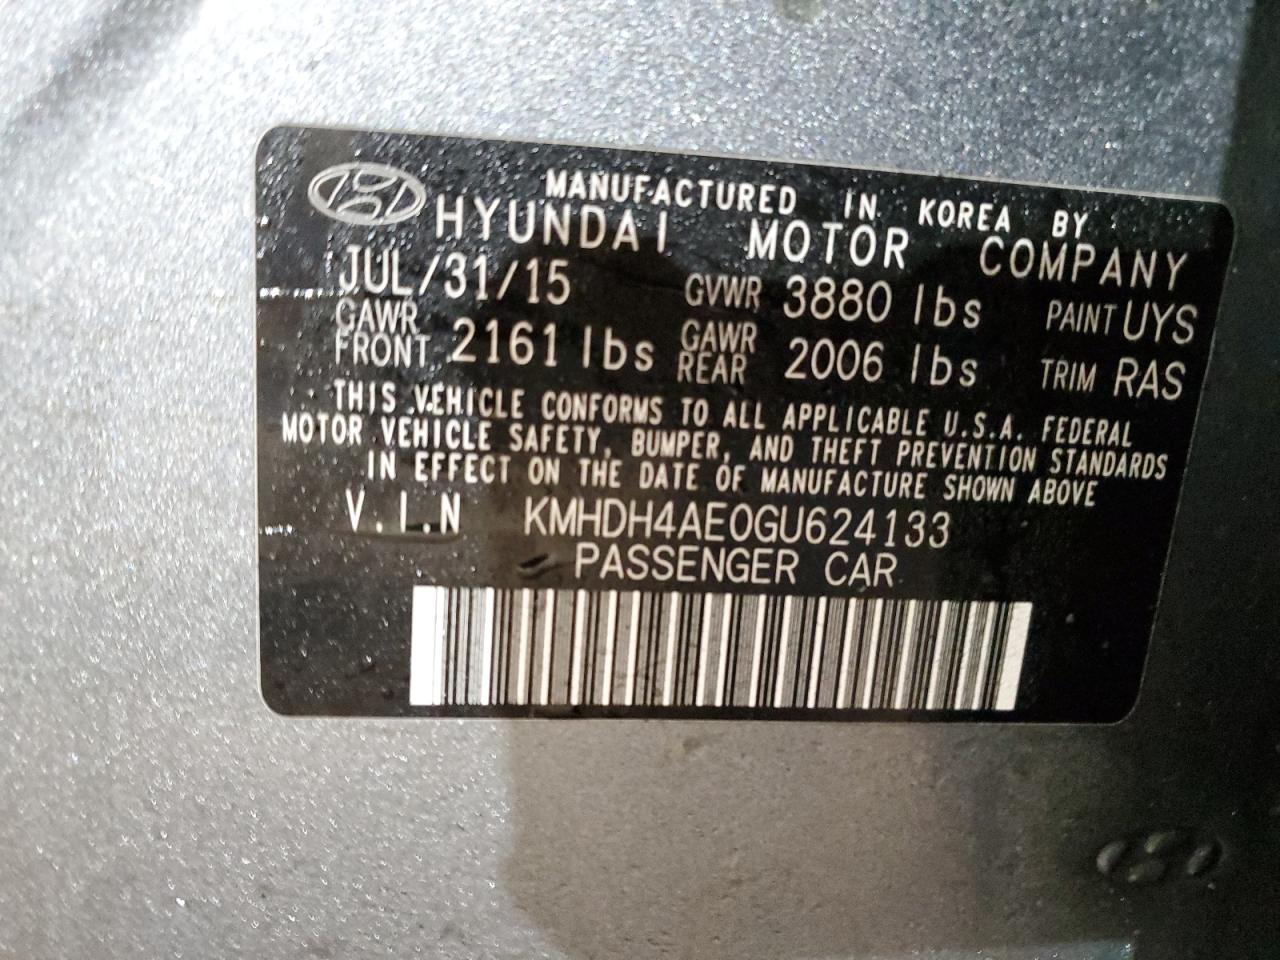 MANUFACTURED IN KOREA BY
HYUNDAI MOTOR COMPANY
JUL/31/15 GVWR 3880 lbs PAINT UYS
GAWR FRONT 2161 lbs GAWR REAR 2006 lbs TRIM RAS
THIS VEHICLE CONFORMS TO ALL APPLICABLE U.S.A. FEDERAL
MOTOR VEHICLE SAFETY, BUMPER, AND THEFT PREVENTION STANDARDS
IN EFFECT ON THE DATE OF MANUFACTURE SHOWN ABOVE
V.I.N KMHDH4AE0GU624133
PASSENGER CAR